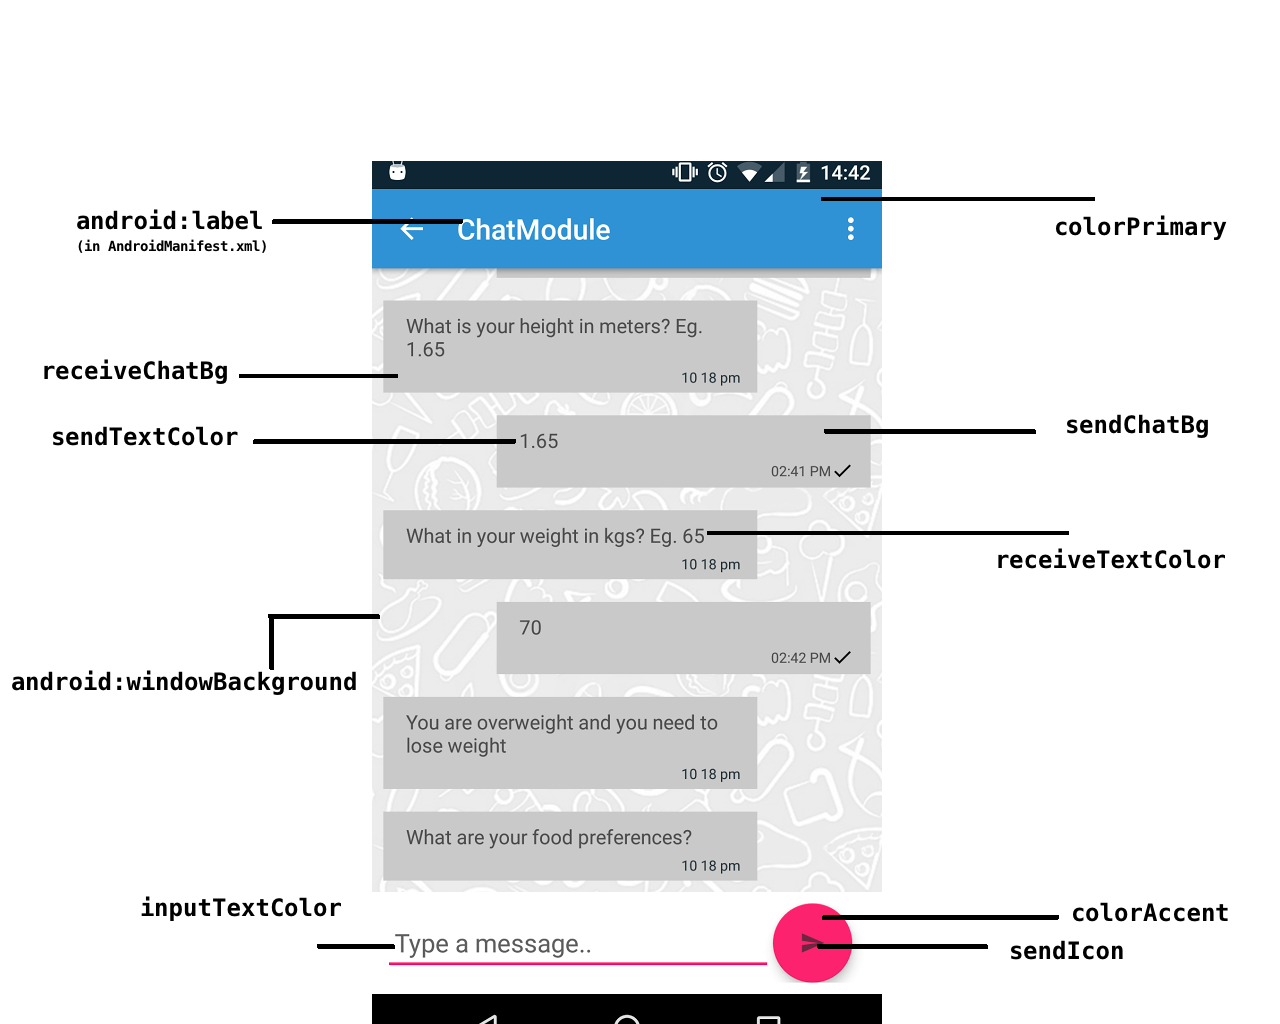 14:42
android:label
(in AndroidManifest.xml)
ChatModule
colorPrimary
What is your height in meters? Eg.
1.65
10 18 pm
receiveChatBg
sendTextColor
1.65
02:41 PM
sendChatBg
What in your weight in kgs? Eg. 65
10 18 pm
receiveTextColor
70
02:42 PM
android:windowBackground
You are overweight and you need to
lose weight
10 18 pm
What are your food preferences?
10 18 pm
inputTextColor
Type a message..
colorAccent
sendIcon